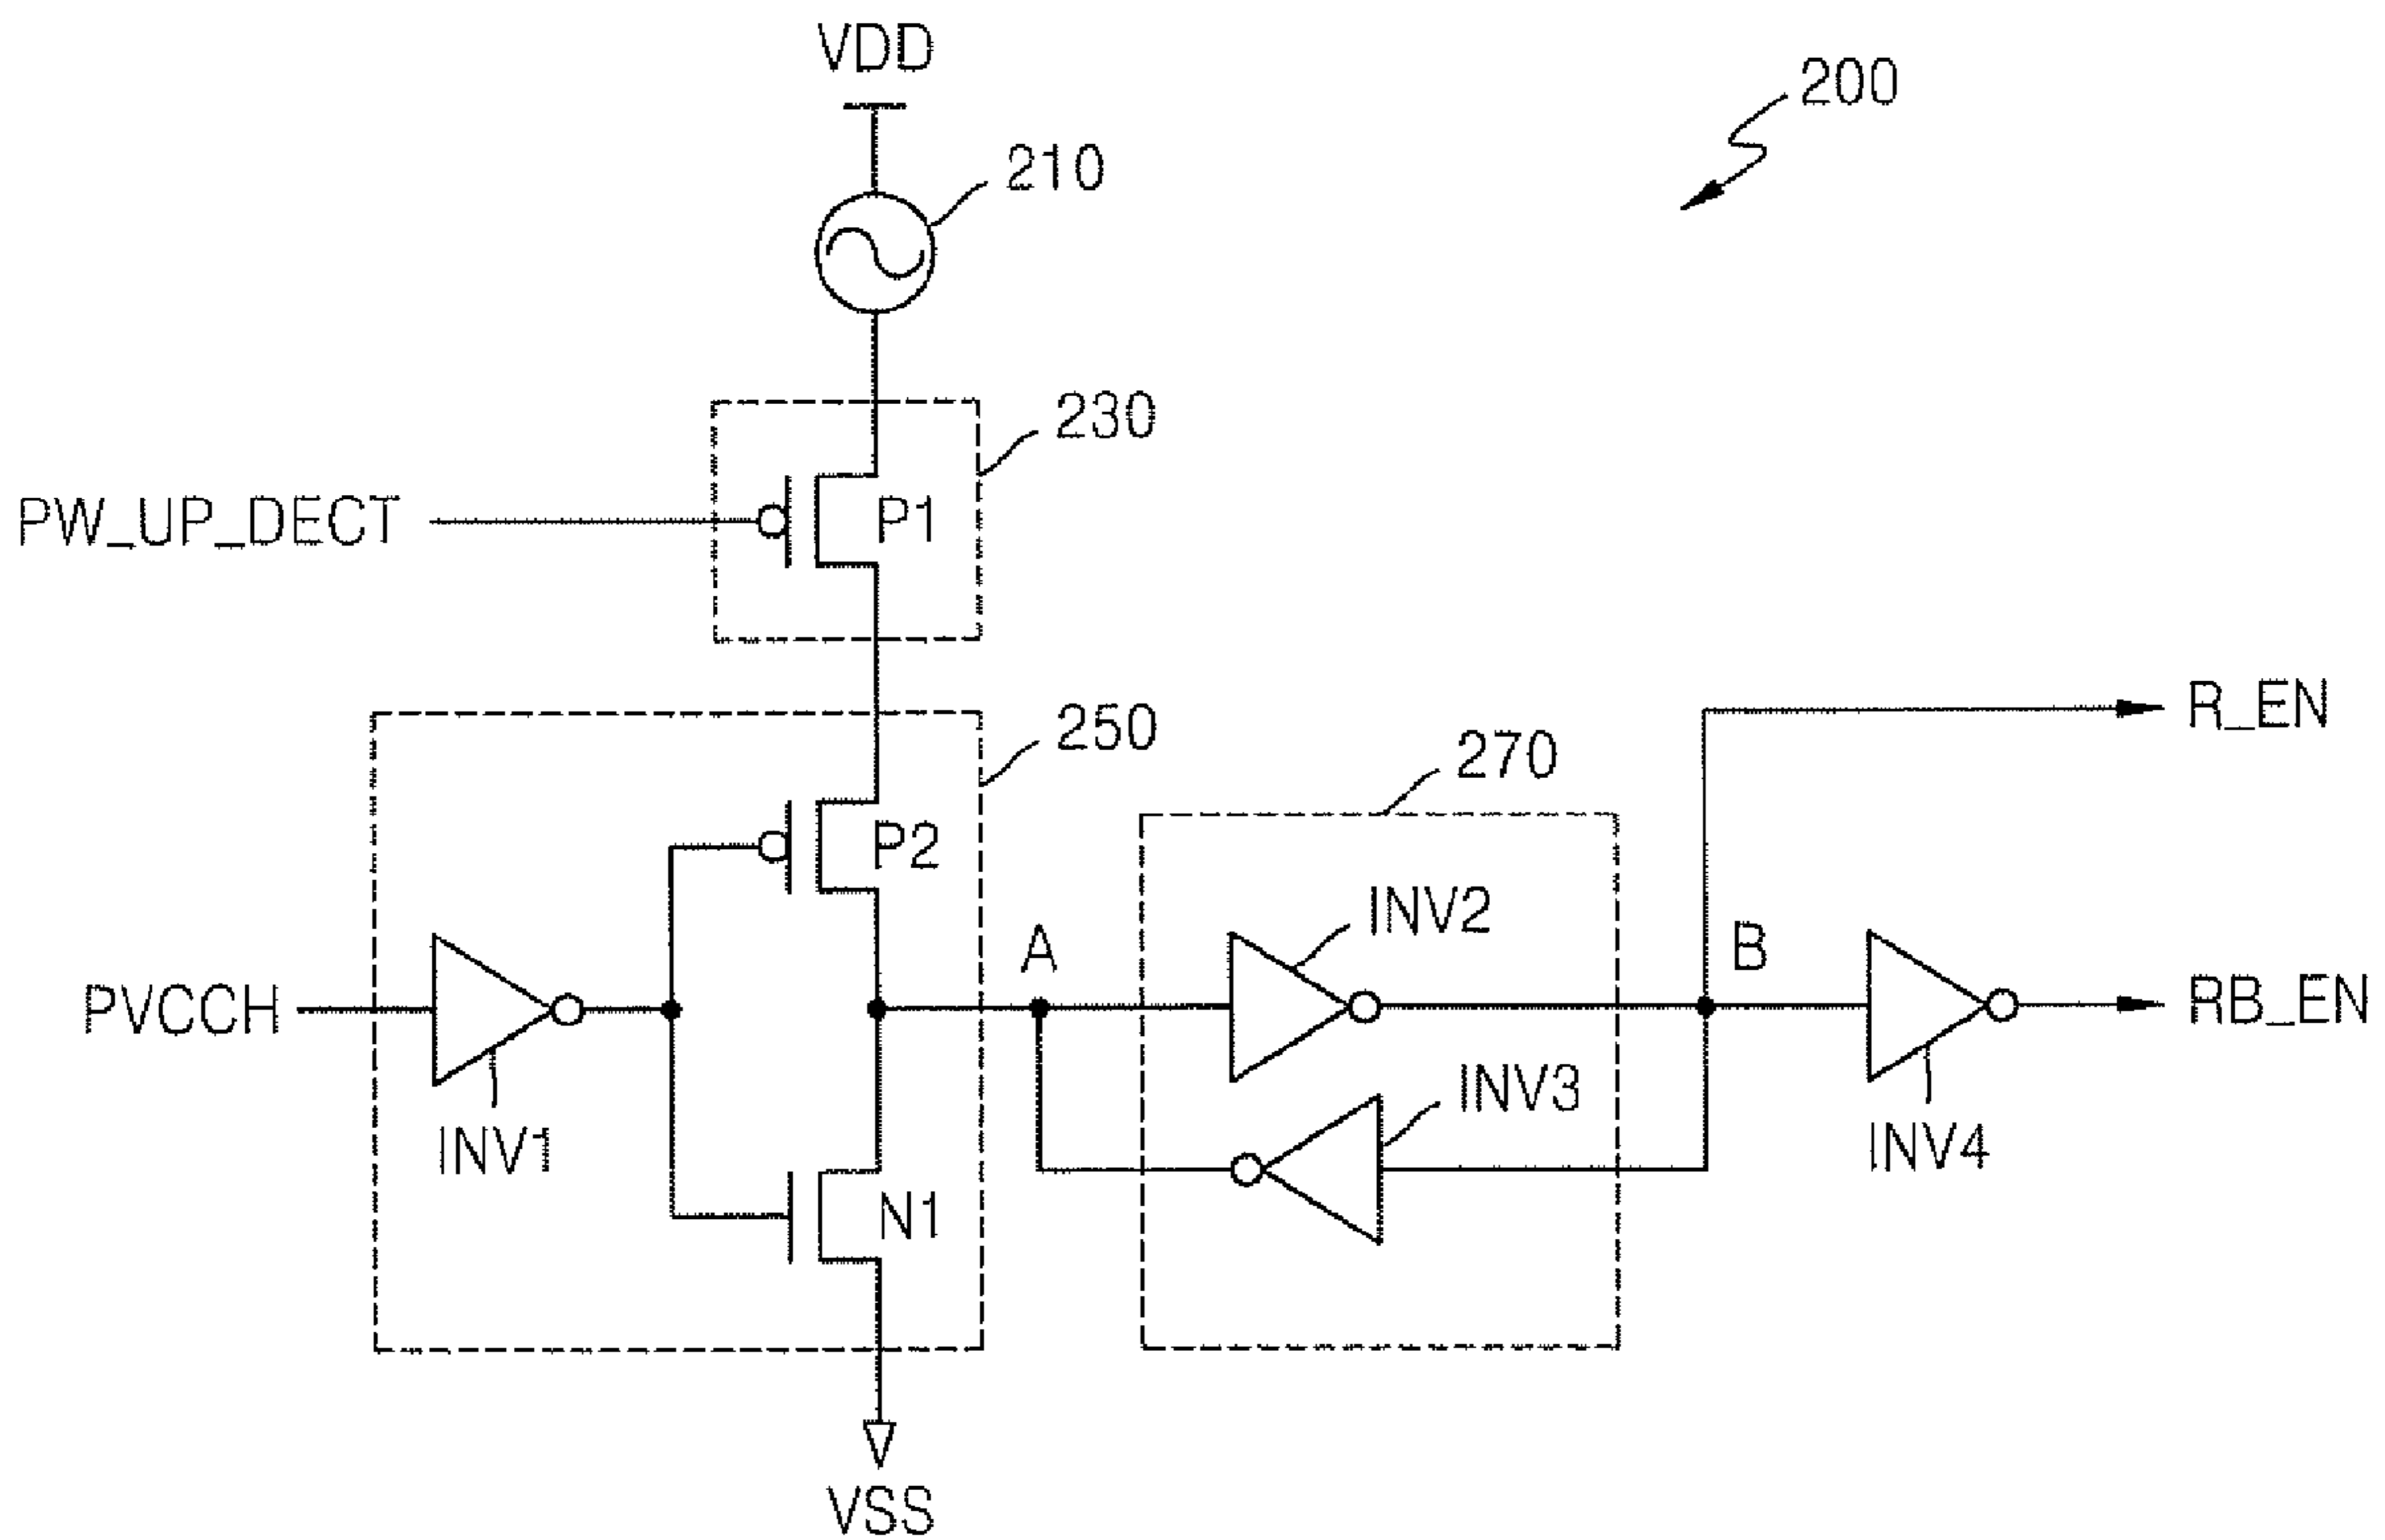 VDD
200
210
230
PW_UP_DECT
P1
250
R_EN
270
P2
INV2
A
B
PVCCH
RB_EN
INV3
INV1
INV4
N1
VSS